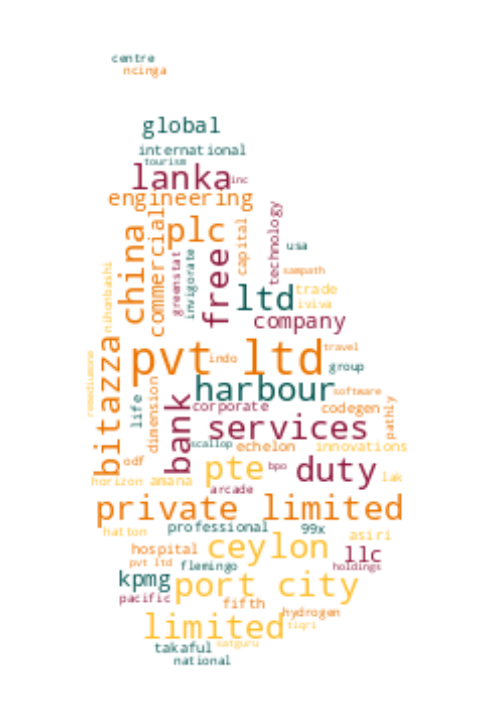 centre
ncinga
global
international
tourism
lanka
inc
engineering
plc
china
commercial
capital
technology
usa
greenstat
invigorate
free
sampath
nihonbashi
ltd
trade
iviva
company
pvt ltd
indo
travel
group
bitazza
remediumone
harbour
software
life
dimension
bank
corporate
codegen
pathly
services
scallop
echelon
innovations
odf
pte
bpo
duty
lak
horizon
amana
arcade
private limited
professional
99x
hatton
asiri
hospital
ceylon
llc
pvt ltd
flemingo
holdings
kpmg
port city
pacific
fifth
hydrogen
limited
tiqri
satguru
takaful
national